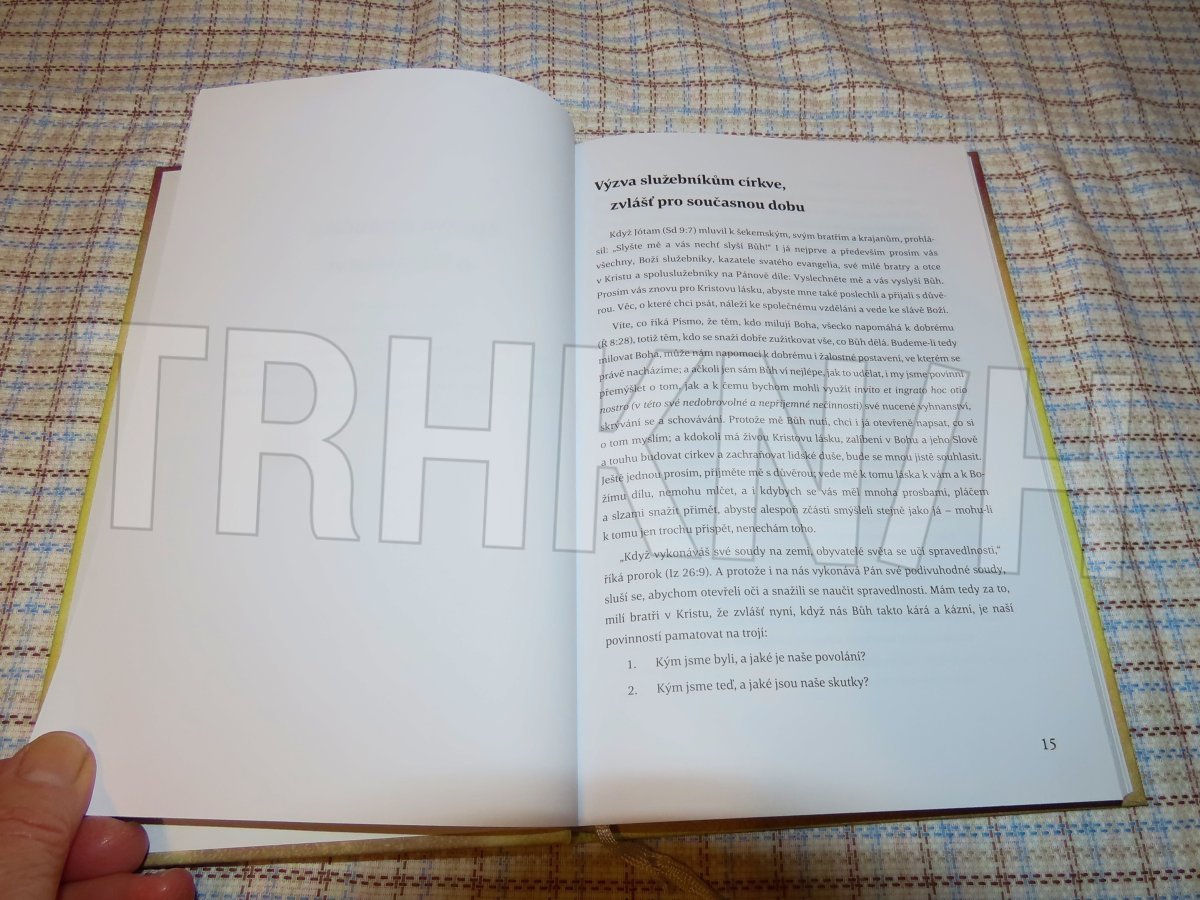 Výzva služebníkům církve,
zvlášť pro současnou dobu
Když Jótam (Sd 9:7) mluvil k šekemským, svým bratřím a krajanům, prohlá-
sil: „Slyšte mě a vás nechť slyší Bůh!“ I já nejprve a především prosím vás
všechny, Boží služebníky, kazatele svatého evangelia, své milé bratry a otce
v Kristu a spoluslužebníky na Pánově díle: Vyslechněte mě a vás vyslyší Bůh.
Prosím vás znovu pro Kristovu lásku, abyste mne také poslechli a přijali s důvě-
rou. Věc, o které chci psát, náleží ke společnému vzdělání a vede ke slávě Boží.
Víte, co říká Písmo, že těm, kdo milují Boha, všecko napomáhá k dobrému
(Ř 8:28), totiž těm, kdo se snaží dobře zužitkovat vše, co Bůh dělá. Budeme-li tedy
milovat Boha, může nám napomoci k dobrému i žalostné postavení, ve kterém se
právě nacházíme; a ačkoli jen sám Bůh ví nejlépe, jak to udělat, i my jsme povinni
přemýšlet o tom, jak a k čemu bychom mohli využít invito et ingrato hoc otio
nostro (v této své nedobrovolné a nepříjemné nečinnosti) své nucené vyhnanství,
skrývání se a schovávání. Protože mě Bůh nutí, chci i já otevřeně napsat, co si
o tom myslím; a kdokoli má živou Kristovu lásku, zalíbení v Bohu a jeho Slově
a touhu budovat církev a zachraňovat lidské duše, bude se mnou jistě souhlasit.
Ještě jednou prosím, přijměte mě s důvěrou; vede mě k tomu láska k vám a k Bo-
žímu dílu, nemohu mlčet, a i kdybych se vás měl mnoha prosbami, pláčem
a slzami snažit přimět, abyste alespoň zčásti smýšleli stejně jako já – mohu-li
k tomu jen trochu přispět, nenechám toho.
„Když vykonáváš své soudy na zemi, obyvatelé světa se učí spravedlnosti,“
říká prorok (Iz 26:9). A protože i na nás vykonává Pán své podivuhodné soudy,
sluší se, abychom otevřeli oči a snažili se naučit spravedlnosti. Mám tedy za to,
milí bratři v Kristu, že zvlášť nyní, když nás Bůh takto kárá a kázní, je naší
povinností pamatovat na trojí:
1. Kým jsme byli, a jaké je naše povolání?
2. Kým jsme teď, a jaké jsou naše skutky?
15
TRHKNIH